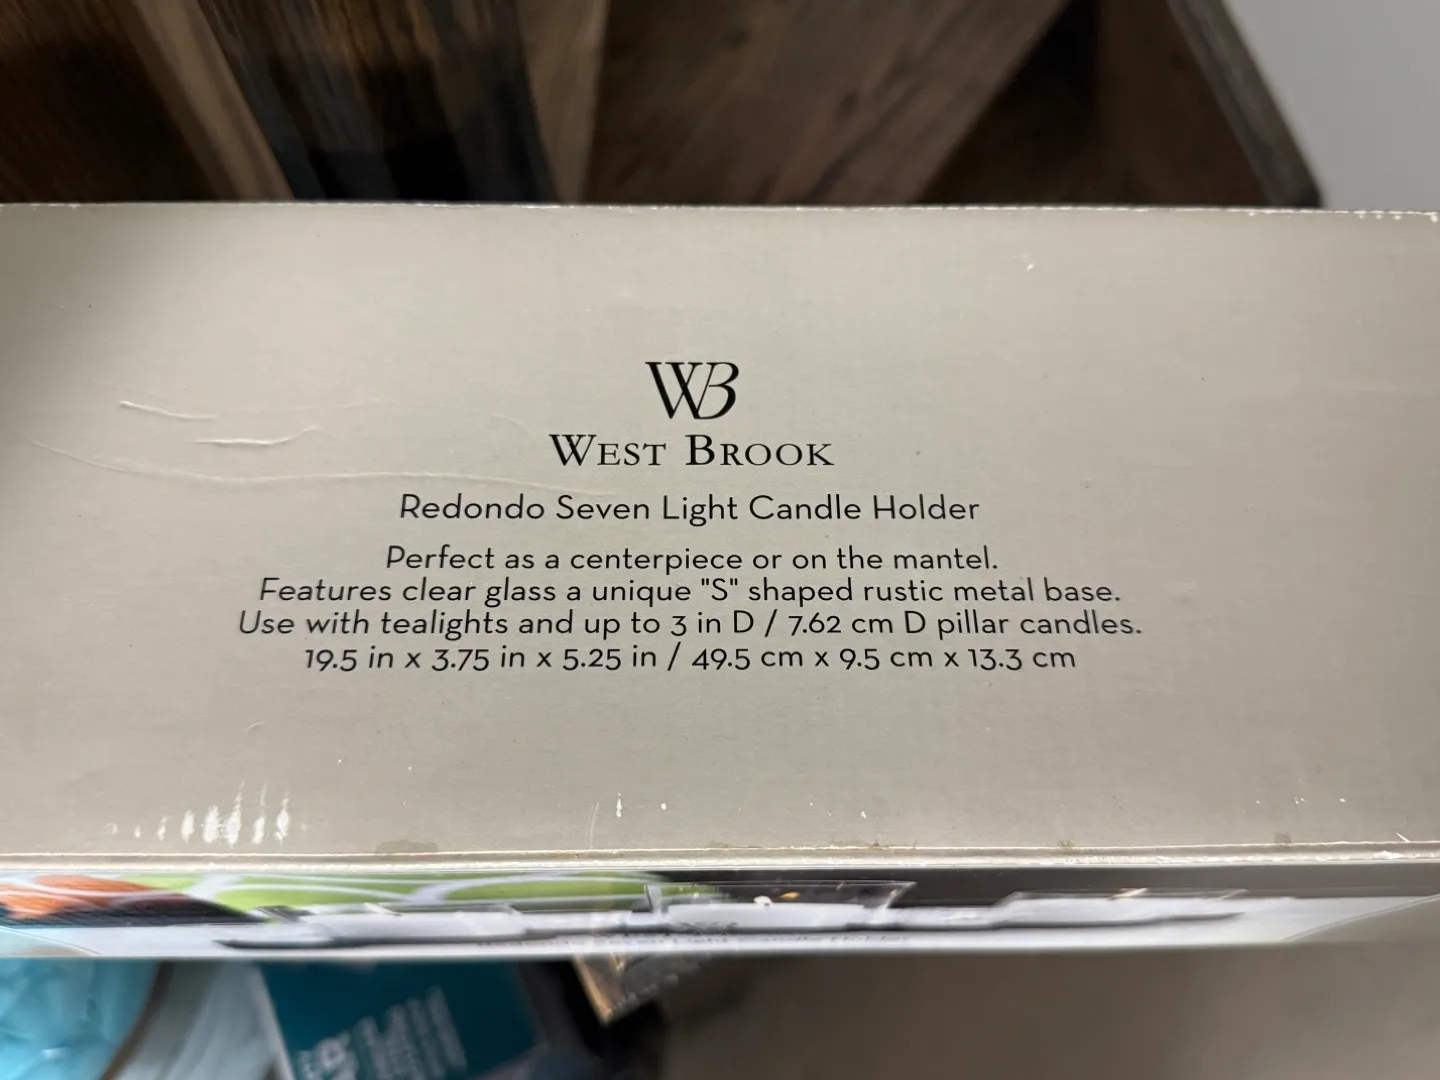 WB
WEST BROOK
Redondo Seven Light Candle Holder
Perfect as a centerpiece or on the mantel.
Features clear glass a unique "S" shaped rustic metal base.
Use with tealights and up to 3 in D / 7.62 cm D pillar candles.
19.5 in x 3.75 in x 5.25 in / 49.5 cm x 9.5 cm x 13.3 cm